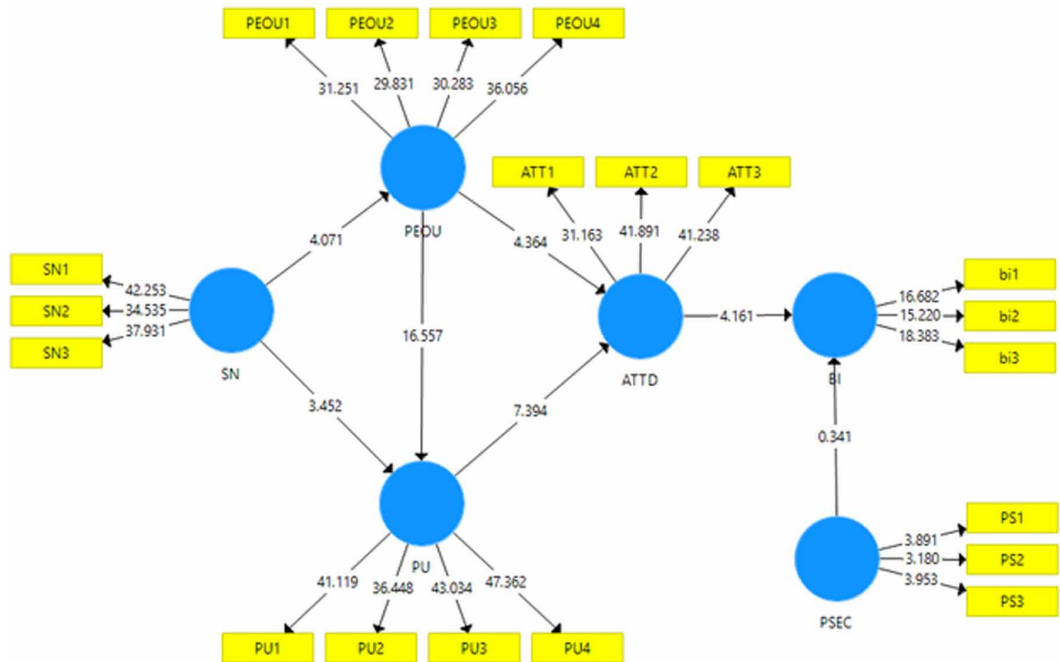 PEOU1 PEOU2 PEOU3 PEOU4
31.251 29.831 30.283 36.056
PEOU
ATT1 ATT2 ATT3
31.163 41.891 41.238
4.071
4.364
SN1
SN2
SN3
42.253
34.535
37.931
SN
16.557
ATTD
4.161
BI
16.682
15.220
18.383
bi1
bi2
bi3
3.452
7.394
0.341
PU
41.119 36.448 43.034 47.362
PU1 PU2 PU3 PU4
PSEC
3.891
3.180
3.953
PS1
PS2
PS3